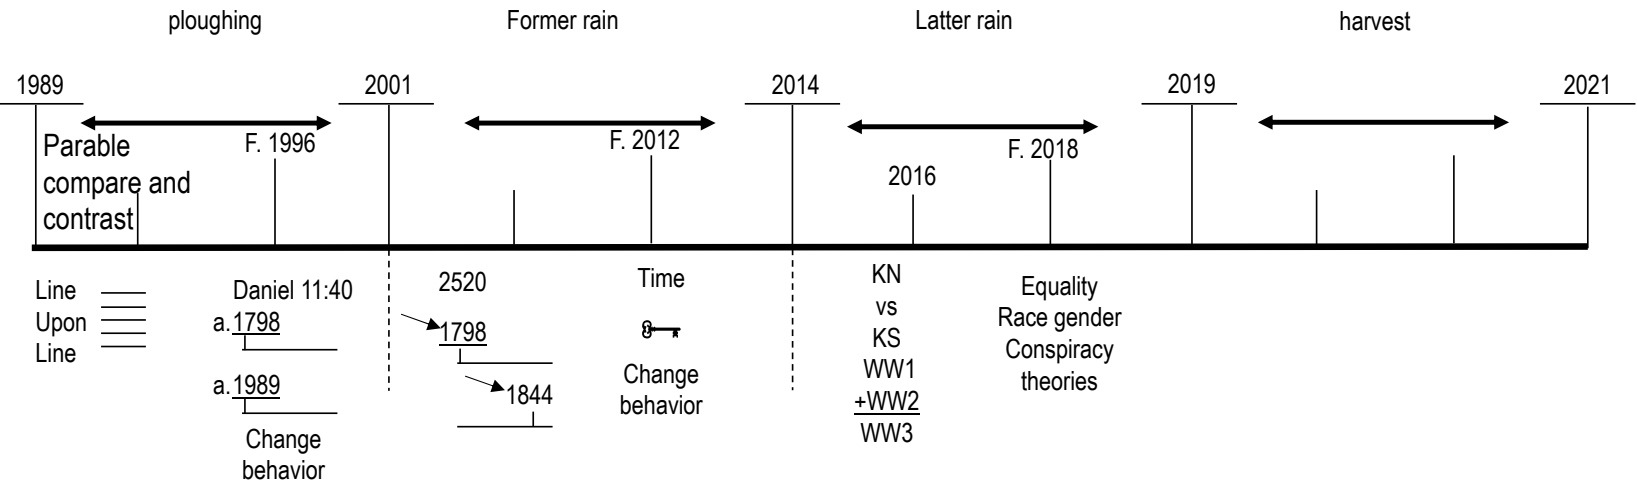 ploughing
Former rain
Latter rain
harvest
1989
2001
2014
2019
2021
Parable
compare and
contrast
F. 1996
F. 2012
2016
F. 2018
Line
Upon
Line
Daniel 11:40
a.1798
a.1989
Change
behavior
2520
1798
1844
Time
Change
behavior
KN
vs
KS
WW1
+WW2
WW3
Equality
Race gender
Conspiracy
theories